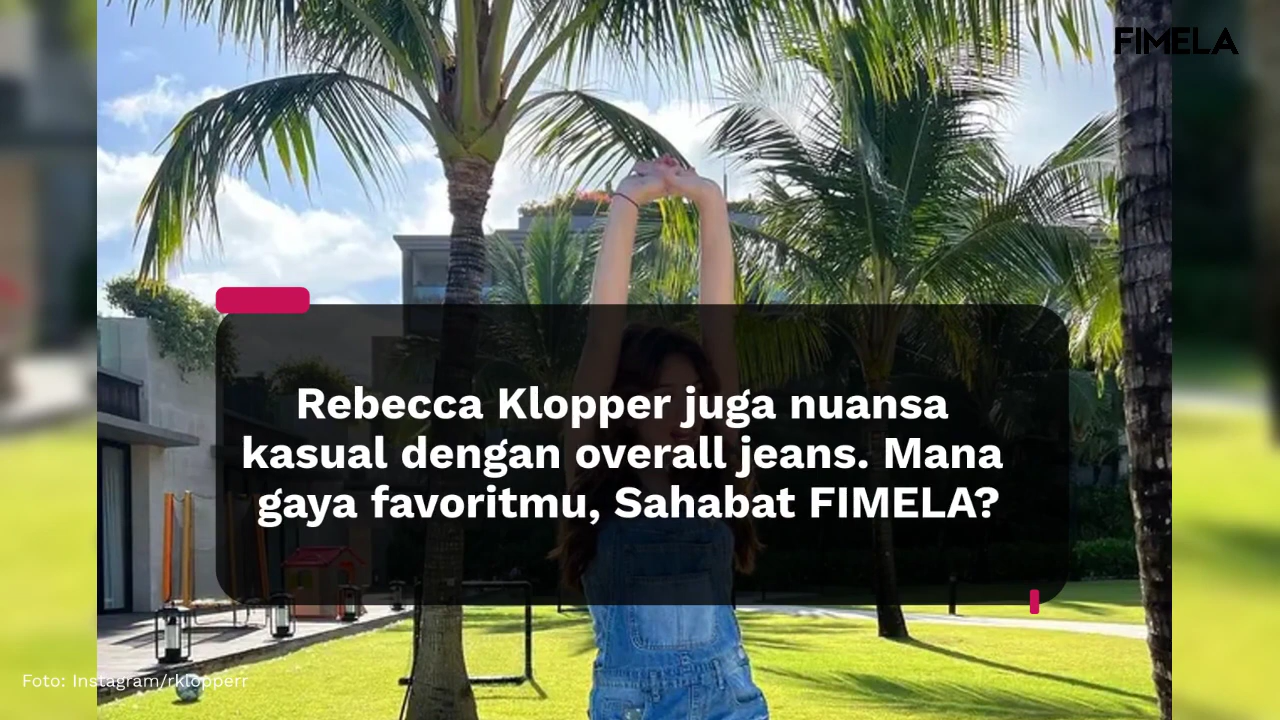 FIMELA
Rebecca Klopper juga nuansa
kasual dengan overall jeans. Mana
gaya favoritmu, Sahabat FIMELA?
Foto: Instagram/rklopperr